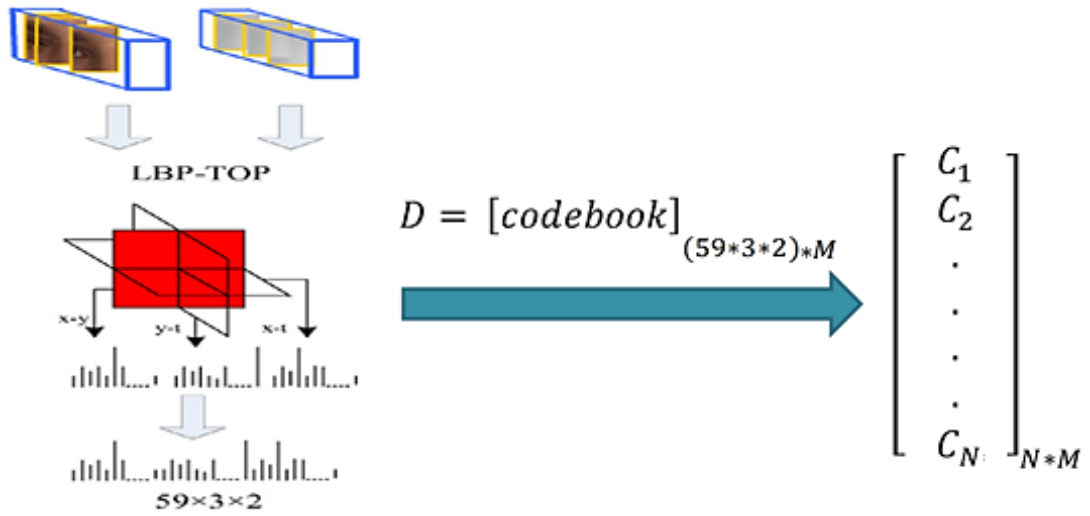 LBP-TOP
x-y
y-t
x-t
59×3×2
D = [codebook](59*3*2)*M
C1
C2
.
.
.
.
CN
N*M